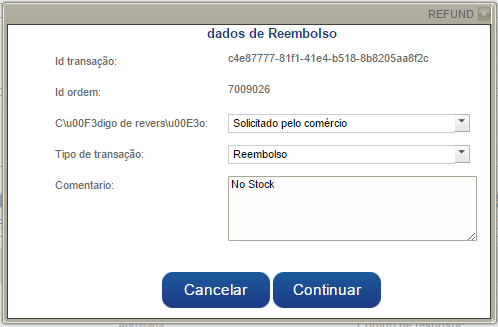 REFUND
dados de Reembolso
Id transação: c4e87777-81f1-41e4-b518-8b8205aa8f2c
Id ordem: 7009026
C\u00F3digo de revers\u00E3o: Solicitado pelo comércio
Tipo de transação: Reembolso
Comentario: No Stock
Cancelar Continuar